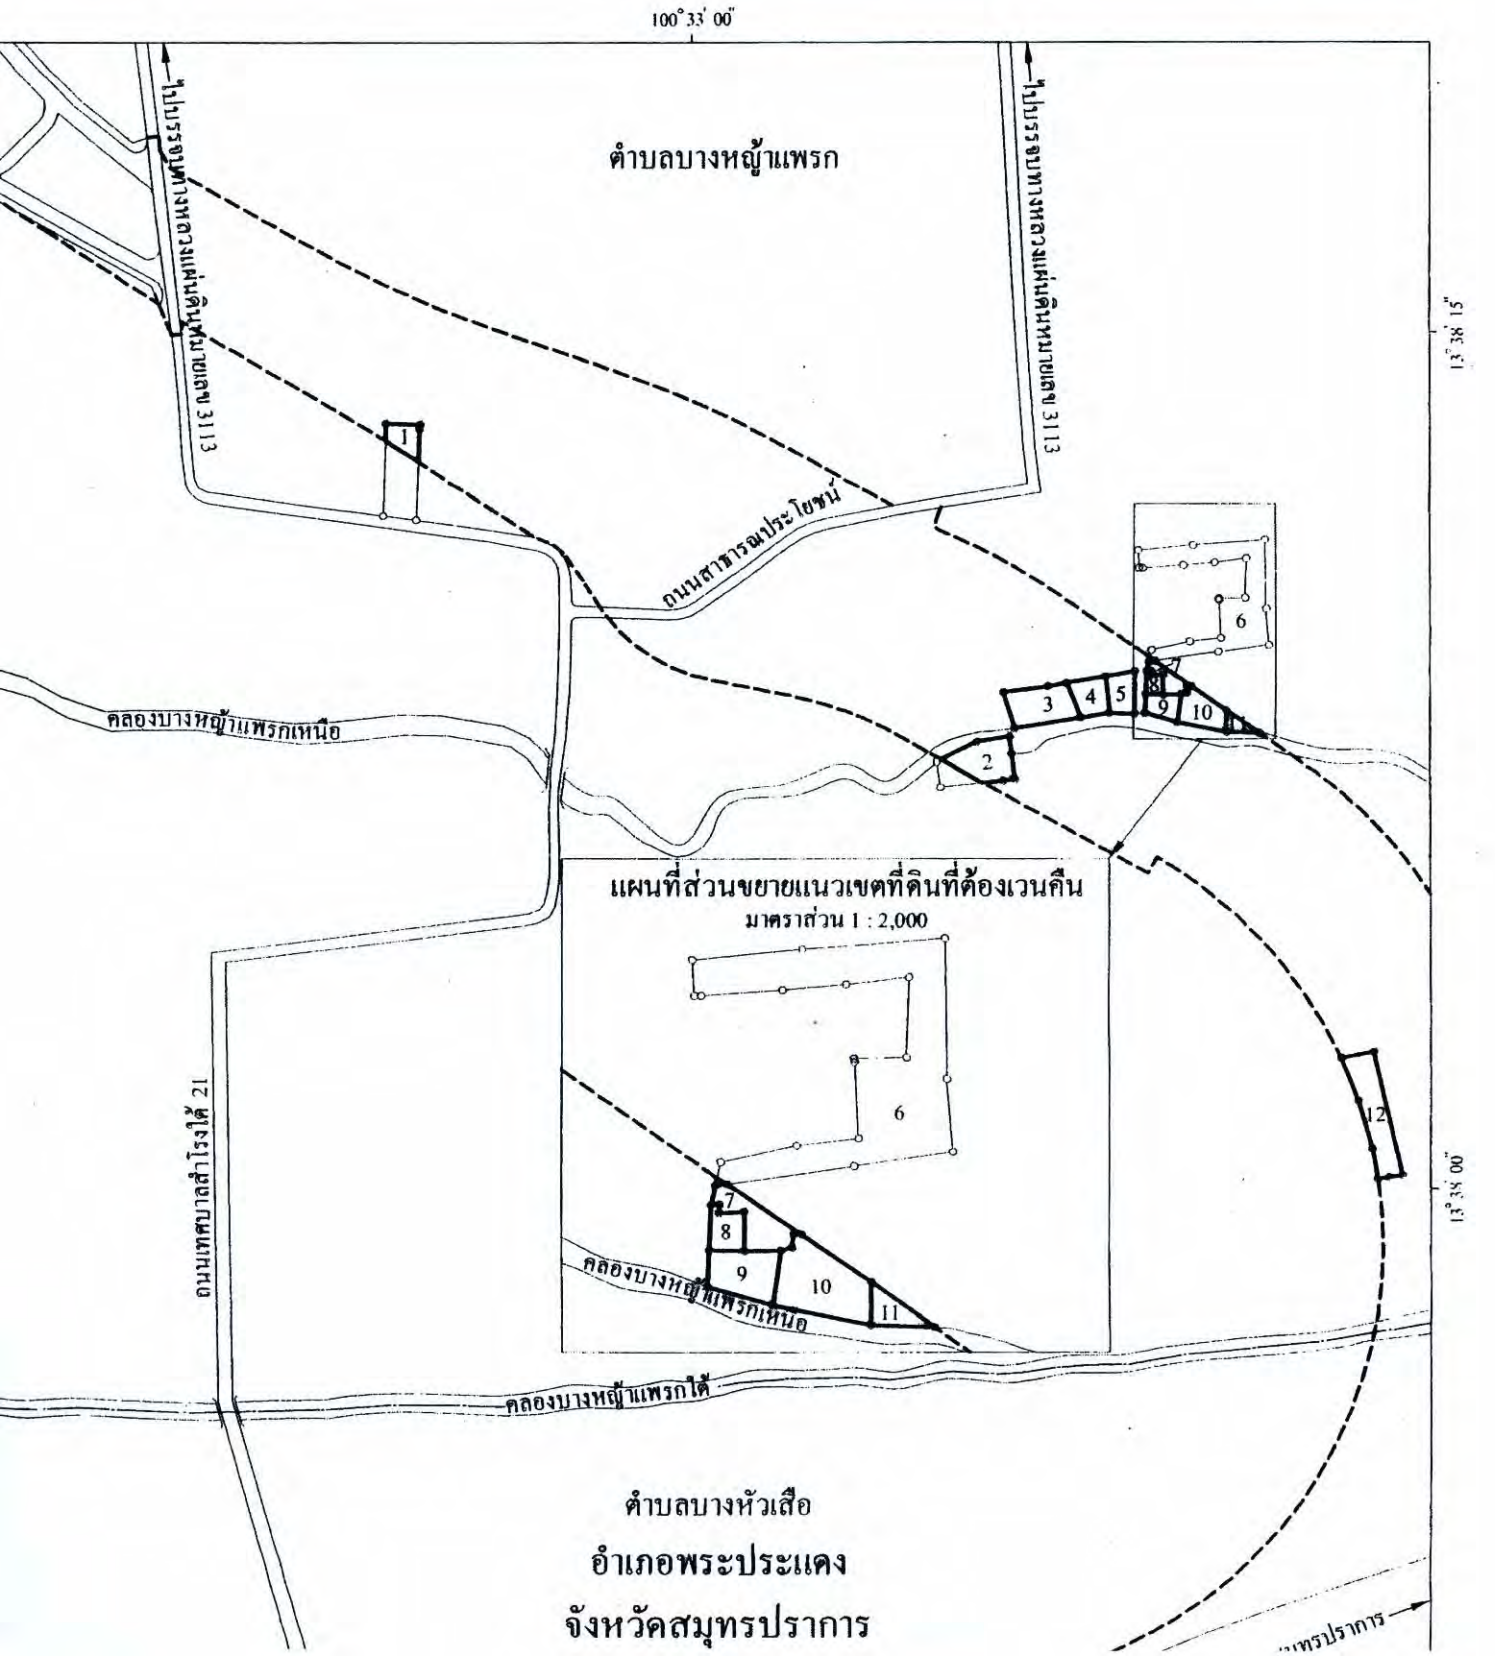 100°33′00″
ไปบรรจบทางหลวงแผ่นดินหมายเลข 3113
ตำบลบางหญ้าแพรก
ไปบรรจบทางหลวงแผ่นดินหมายเลข 3113
13°38′15″
1
ถนนสาธารณประโยชน์
6
7
8
5
4
3
9
10
11
2
คลองบางหญ้าแพรกเหนือ
แผนที่ส่วนขยายแนวเขตที่ดินที่ต้องเวนคืน
มาตราส่วน 1 : 2,000
6
7
8
9
10
11
คลองบางหญ้าแพรกเหนือ
12
13°38′00″
ถนนเทศบาลสำโรงใต้ 21
คลองบางหญ้าแพรกใต้
ตำบลบางหัวเสือ
อำเภอพระประแดง
จังหวัดสมุทรปราการ